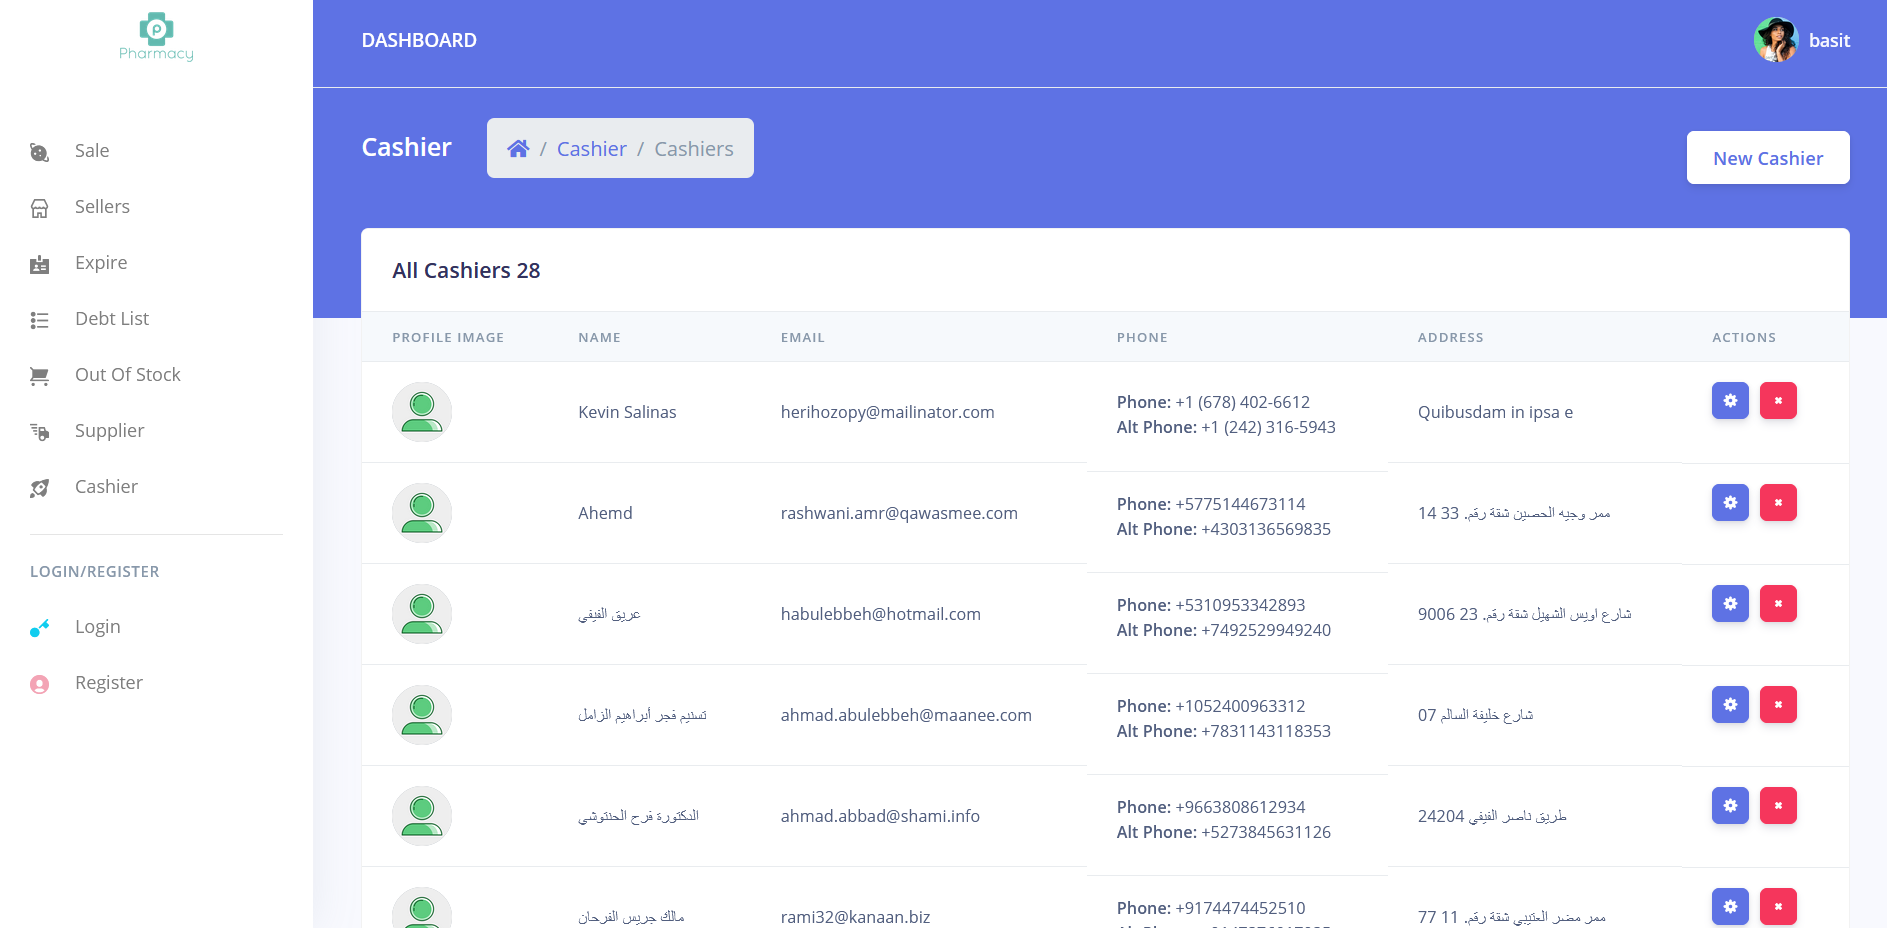 Pharmacy
DASHBOARD
basit
Sale
Sellers
Expire
Debt List
Out Of Stock
Supplier
Cashier
LOGIN/REGISTER
Login
Register
Cashier
/ Cashier / Cashiers
New Cashier
All Cashiers 28
PROFILE IMAGE NAME EMAIL PHONE ADDRESS ACTIONS
Kevin Salinas herihozopy@mailinator.com Phone: +1 (678) 402-6612 Quibusdam in ipsa e
Alt Phone: +1 (242) 316-5943
Ahemd rashwani.amr@qawasmee.com Phone: +5775144673114 14 33 .ممر وجيه الحصين شقة رقم
Alt Phone: +4303136569835
عريق الفيفي habulebbeh@hotmail.com Phone: +5310953342893 9006 23 .شارع اويس الشهيل شقة رقم
Alt Phone: +7492529949240
تسنيم فجر أبراهيم الزامل ahmad.abulebbeh@maanee.com Phone: +1052400963312 07 شارع خليفة السالم
Alt Phone: +7831143118353
الدكتورة فرح الحنتوشي ahmad.abbad@shami.info Phone: +9663808612934 24204 طريق ناصر الفيفي
Alt Phone: +5273845631126
مالك جريس الفرحان rami32@kanaan.biz Phone: +9174474452510 77 11 .ممر مضر العتيبي شقة رقم